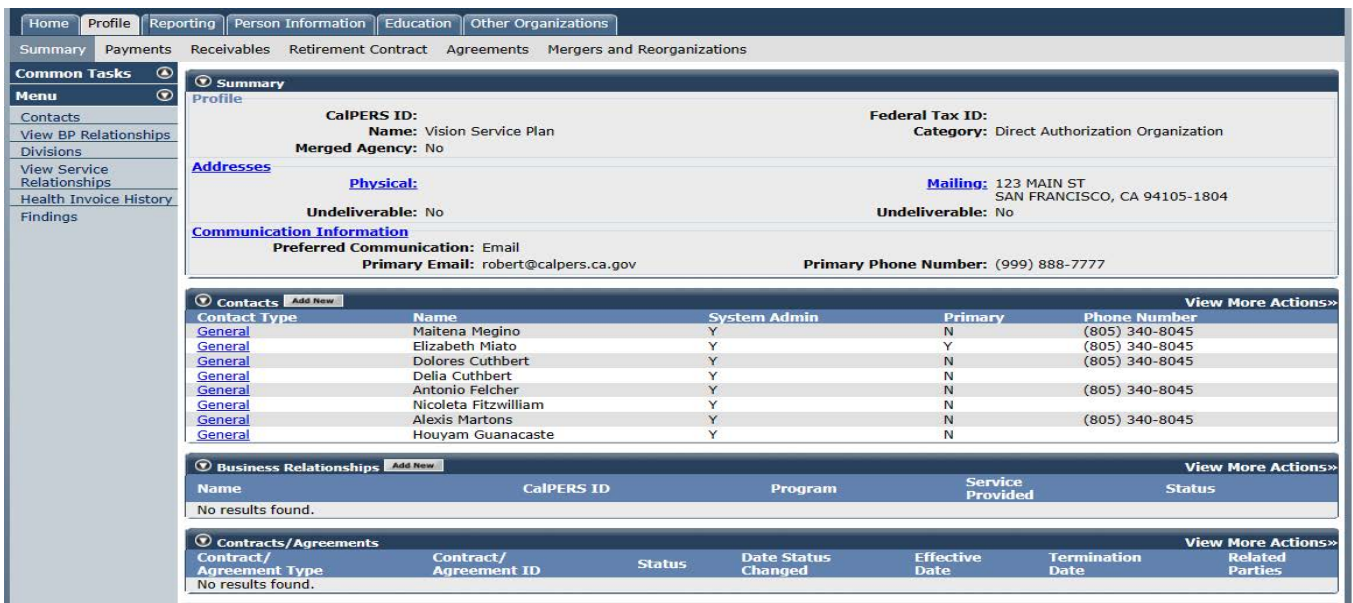 Home Profile Reporting Person Information Education Other Organizations
Summary Payments Receivables Retirement Contract Agreements Mergers and Reorganizations
Common Tasks
Menu
Contacts
View BP Relationships
Divisions
View Service
Relationships
Health Invoice History
Findings
Summary
Profile
CalPERS ID: Federal Tax ID:
Name: Vision Service Plan Category: Direct Authorization Organization
Merged Agency: No
Addresses
Physical: Mailing: 123 MAIN ST
SAN FRANCISCO, CA 94105-1804
Undeliverable: No Undeliverable: No
Communication Information
Preferred Communication: Email
Primary Email: robert@calpers.ca.gov Primary Phone Number: (999) 888-7777
Contacts Add New View More Actions»
Contact Type Name System Admin Primary Phone Number
General Maitena Megino Y N (805) 340-8045
General Elizabeth Miato Y Y (805) 340-8045
General Dolores Cuthbert Y N (805) 340-8045
General Delia Cuthbert Y N
General Antonio Felcher Y N (805) 340-8045
General Nicoleta Fitzwilliam Y N
General Alexis Martons Y N (805) 340-8045
General Houyam Guanacaste Y N
Business Relationships Add New View More Actions»
Name CalPERS ID Program Service Provided Status
No results found.
Contracts/Agreements View More Actions»
Contract/ Contract/ Status Date Status Effective Termination Related
Agreement Type Agreement ID Changed Date Date Parties
No results found.